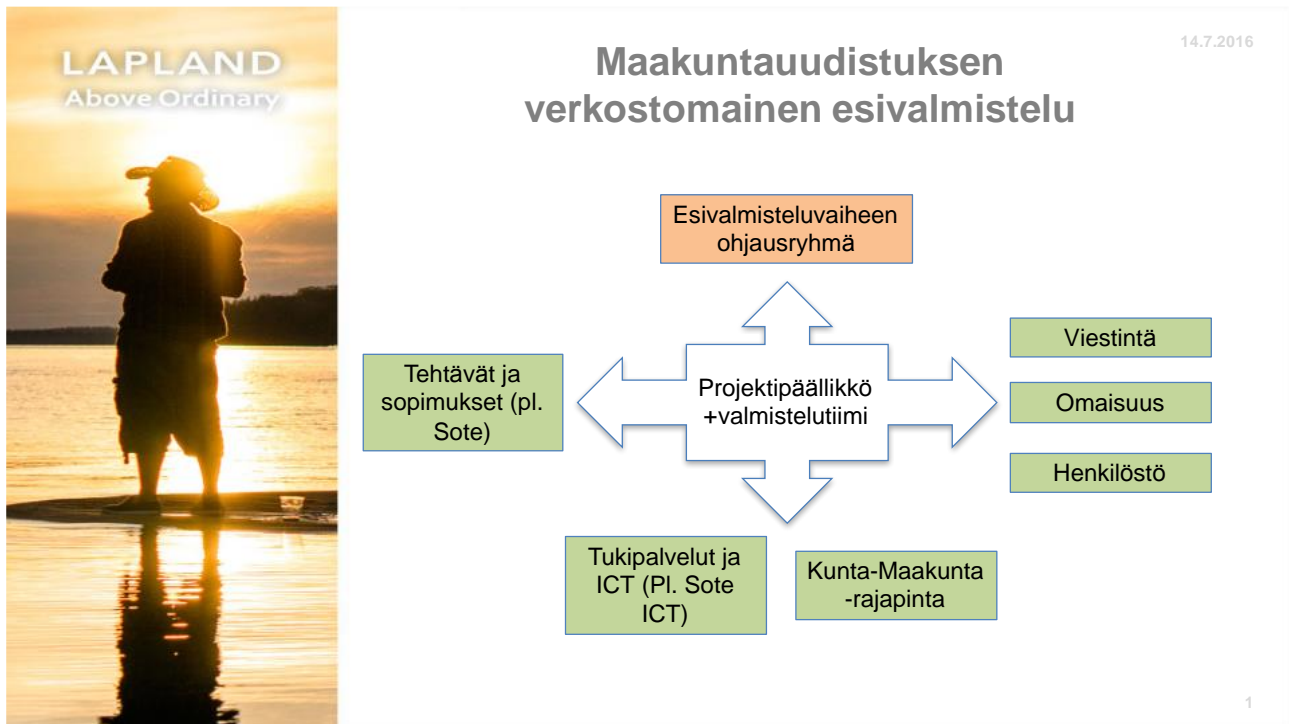 LAPLAND
Above Ordinary
14.7.2016
Maakuntauudistuksen
verkostomainen esivalmistelu
Esivalmisteluvaiheen
ohjausryhmä
Tehtävät ja
sopimukset (pl.
Sote)
Projektipäällikkö
+valmistelutiimi
Viestintä
Omaisuus
Henkilöstö
Tukipalvelut ja
ICT (Pl. Sote
ICT)
Kunta-Maakunta
-rajapinta
1